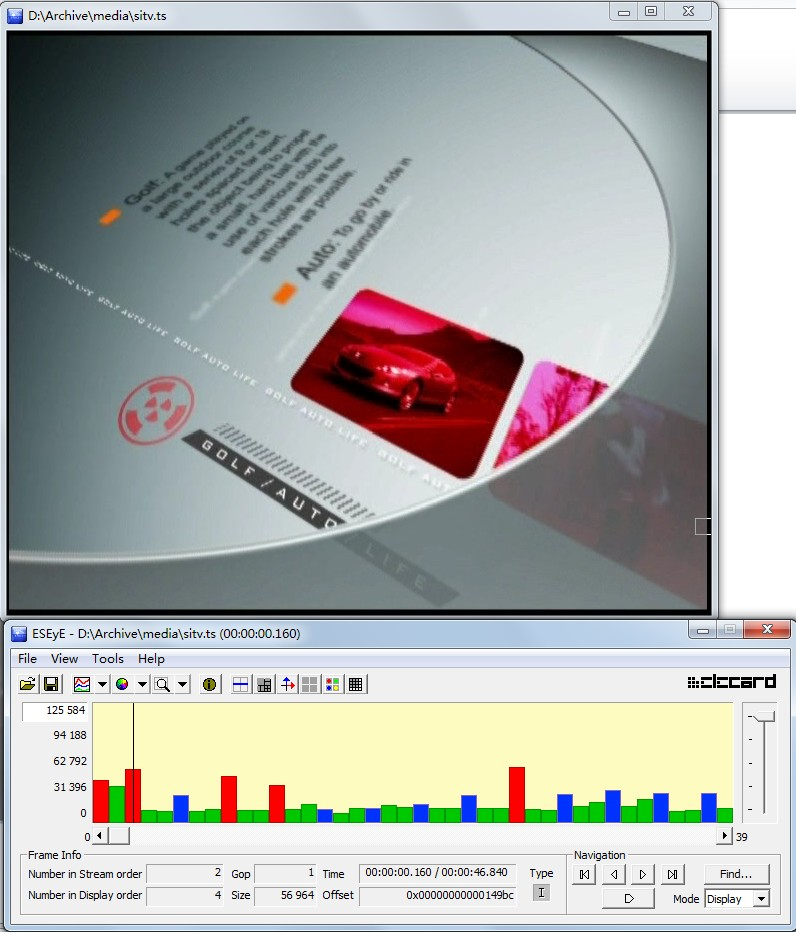 D:\Archive\media\sitv.ts
Golf: A game played on
a large outdoor course
with a series of 9 or 18
holes spaced far apart,
the object being to propel
a small, hard ball with the
use of various clubs into
each hole with as few
strokes as possible.
Auto: To go by or ride in
an automobile.
GOLF AUTO LIFE GOLF AUTO LIFE GOLF AUTO LIFE GOLF AUTO LIFE GOLF AUT
GOLF / AUTO / LIFE
ESEyE - D:\Archive\media\sitv.ts (00:00:00.160)
File View Tools Help
elecard
125 584
94 188
62 792
31 396
0
0 39
Frame Info Navigation
Number in Stream order 2 Gop 1 Time 00:00:00.160 / 00:00:46.840 Type Find...
Number in Display order 4 Size 56 964 Offset 0x00000000000149bc I Mode Display